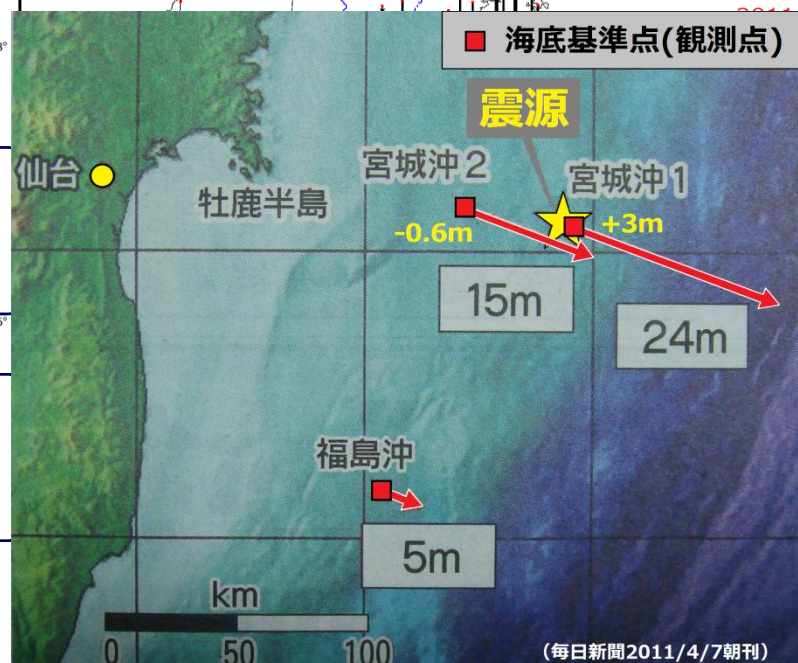 2011
海底基準点(観測点)
震源
仙台
宮城沖2
宮城沖1
牡鹿半島
-0.6m
+3m
15m
24m
福島沖
5m
km
0 50 100
(毎日新聞2011/4/7朝刊)